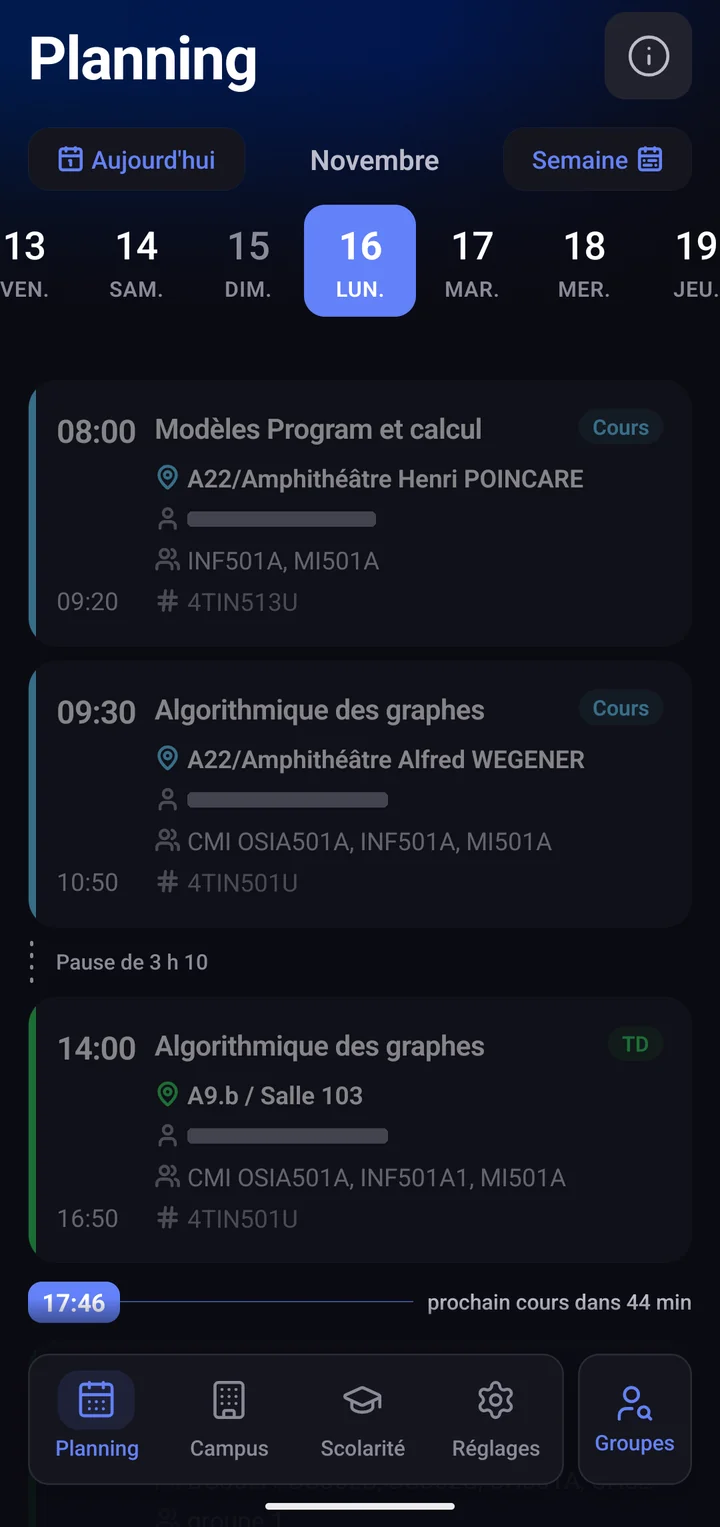 Planning
Aujourd'hui Novembre Semaine
13 14 15 16 17 18 19
VEN. SAM. DIM. LUN. MAR. MER. JEU.
08:00 Modèles Program et calcul Cours
A22/Amphithéâtre Henri POINCARE
INF501A, MI501A
09:20 # 4TIN513U
09:30 Algorithmique des graphes Cours
A22/Amphithéâtre Alfred WEGENER
CMI OSIA501A, INF501A, MI501A
10:50 # 4TIN501U
Pause de 3 h 10
14:00 Algorithmique des graphes TD
A9.b / Salle 103
CMI OSIA501A, INF501A1, MI501A
16:50 # 4TIN501U
17:46 prochain cours dans 44 min
Planning Campus Scolarité Réglages Groupes
groupe 1